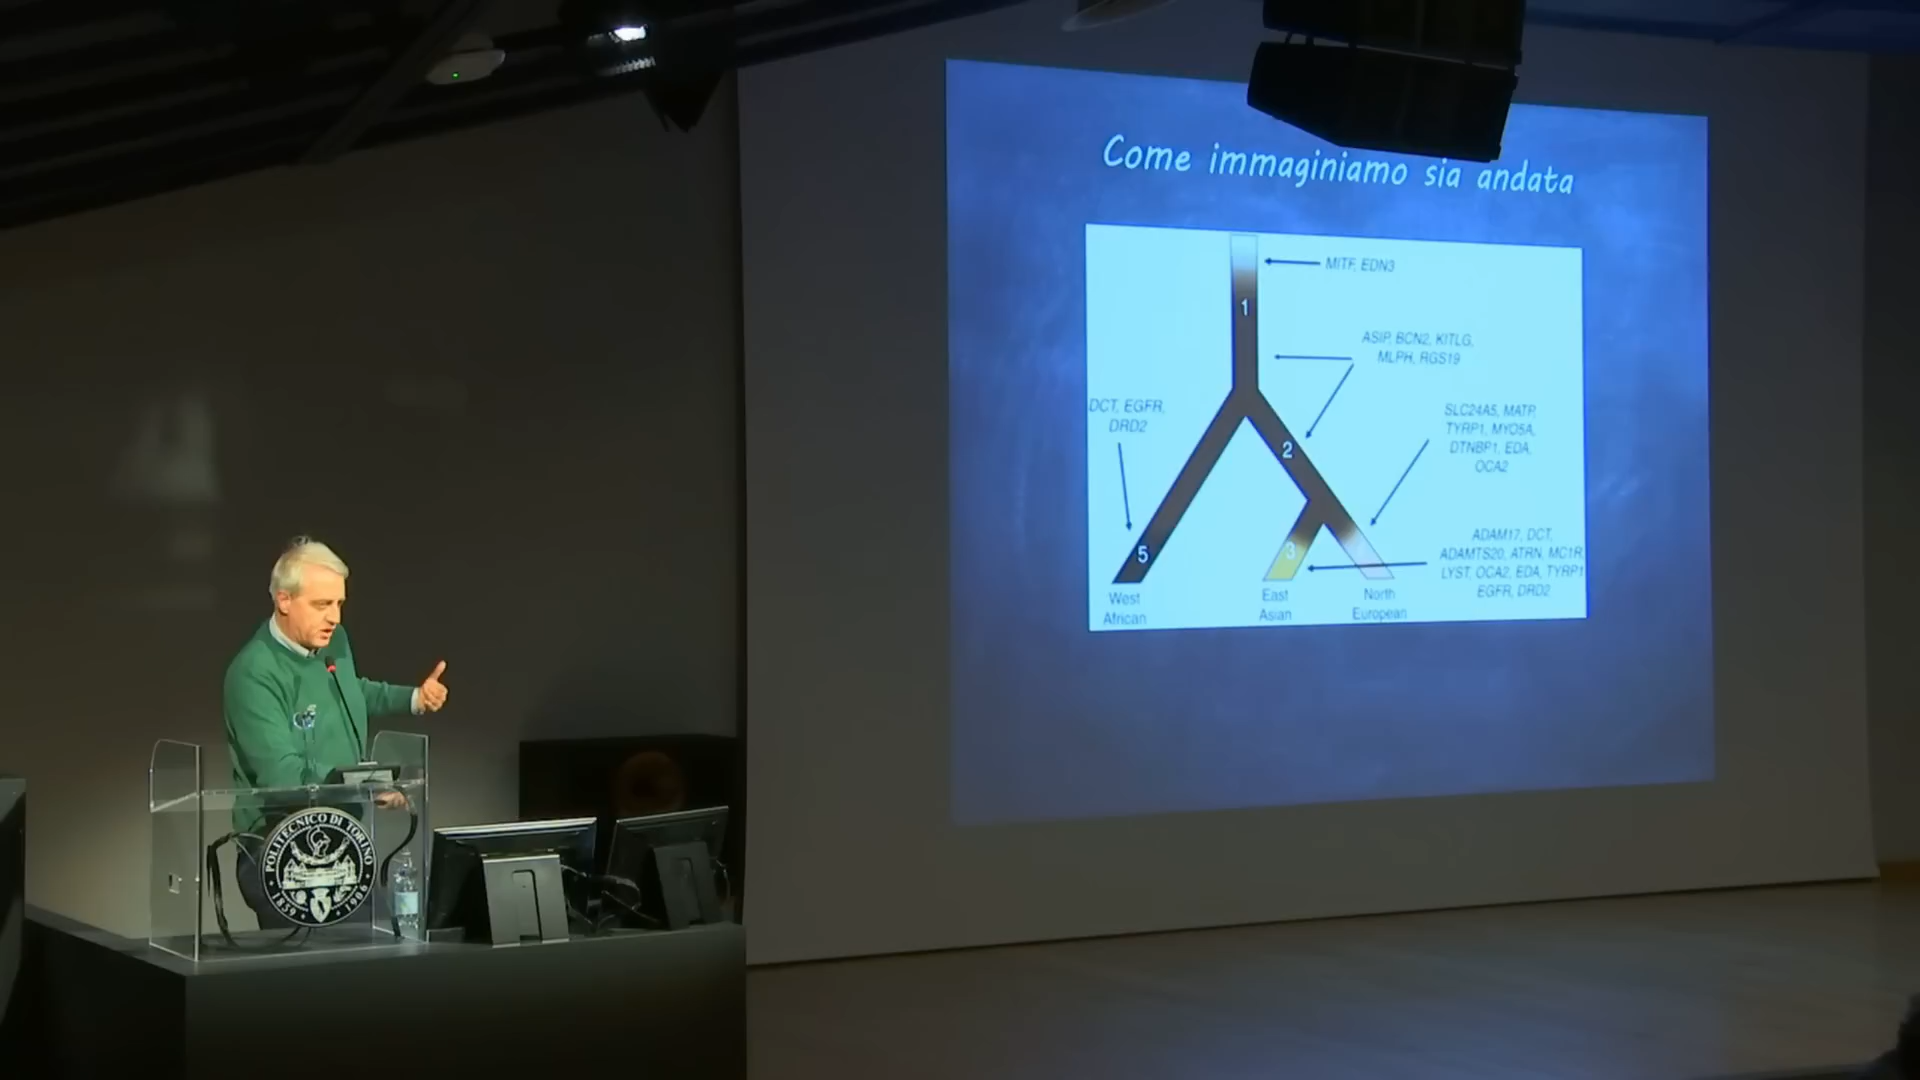 Come immaginiamo sia andata
MITF, EDN3
1
ASIP, BCN2, KITLG,
MLPH, RGS19
DCT, EGFR,
DRD2
SLC24A5, MATP,
TYRP1, MYO5A,
DTNBP1, EDA,
OCA2
2
ADAM17, DCT,
ADAMTS20, ATRN, MC1R,
LYST, OCA2, EDA, TYRP1
EGFR, DRD2
5
3
West
African
East
Asian
North
European
POLITECNICO DI TORINO
1859
1906